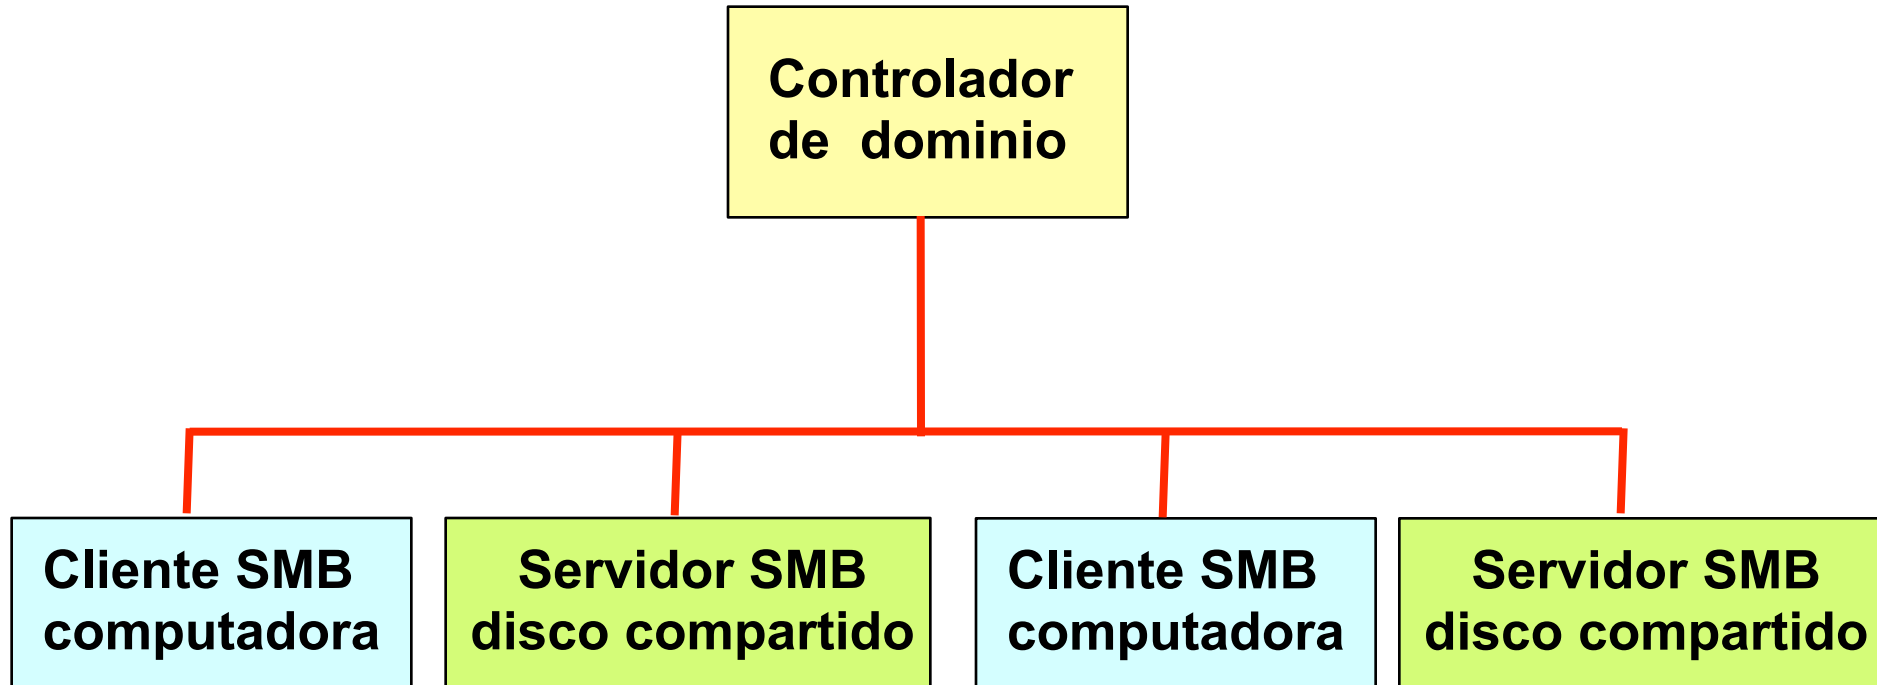 Controlador
de dominio
Cliente SMB
computadora
Servidor SMB
disco compartido
Cliente SMB
computadora
Servidor SMB
disco compartido